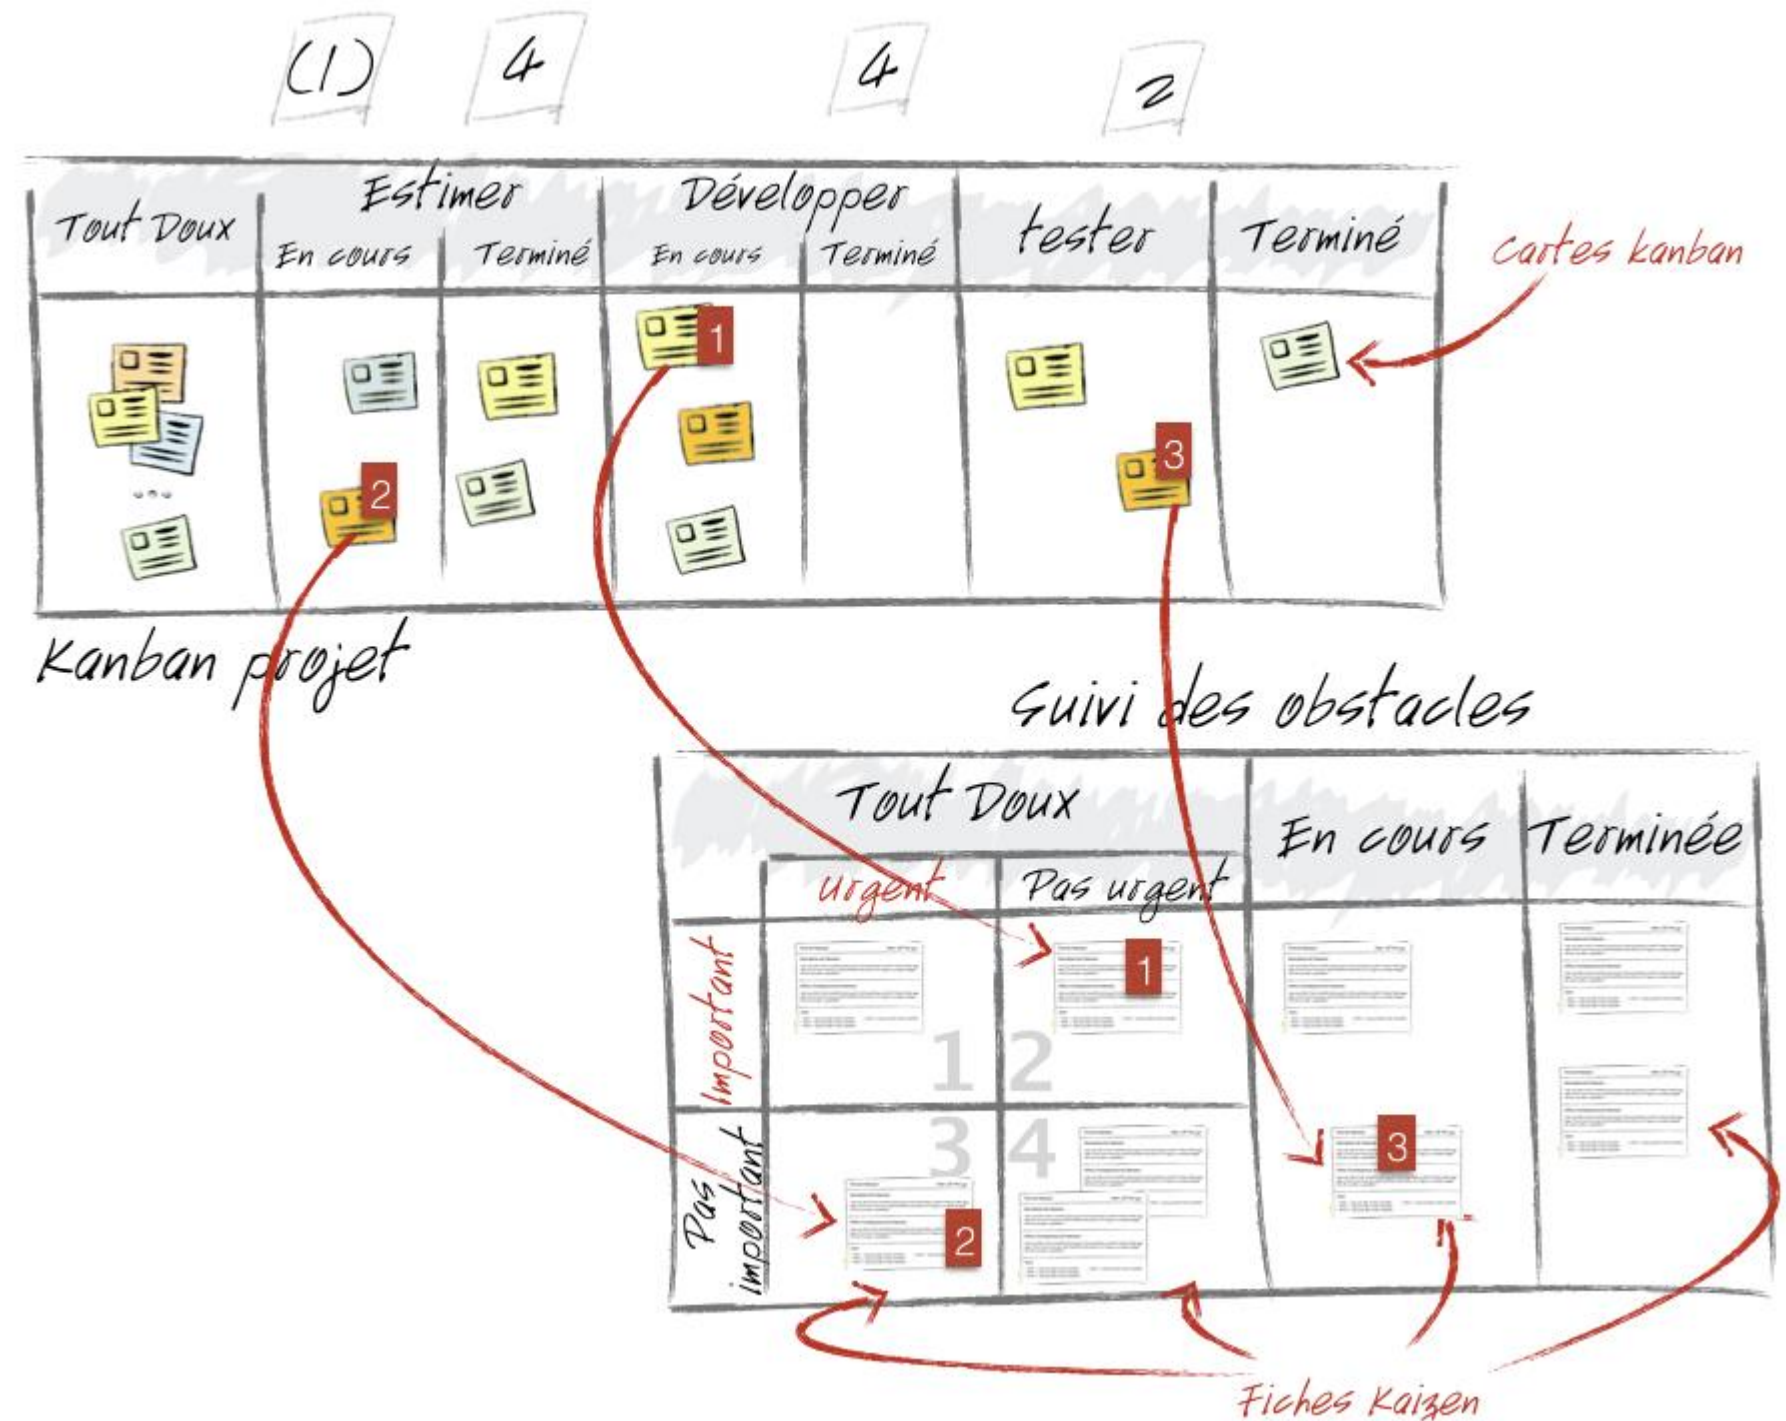 (1) 4 4 2
Tout Doux Estimer Développer tester Terminé
En cours Terminé En cours Terminé
Cartes kanban
1
2
3
Kanban projet
Suivi des obstacles
Tout Doux En cours Terminée
urgent Pas urgent
Important
1
1 2
Pas important
3 4
3
2
Fiches Kaizen